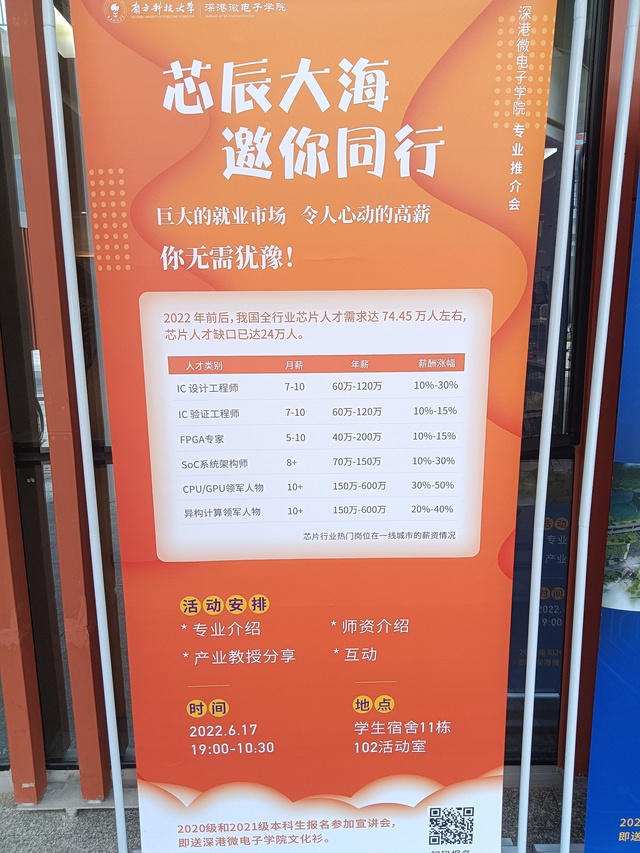 南方科技大学 深港微电子学院
深港微电子学院 专业推介会
芯辰大海
邀你同行
巨大的就业市场 令人心动的高薪
你无需犹豫！
2022 年前后，我国全行业芯片人才需求达 74.45 万人左右，
芯片人才缺口已达24万人。
人才类别 月薪 年薪 薪酬涨幅
IC 设计工程师 7-10 60万-120万 10%-30%
IC 验证工程师 7-10 60万-120万 10%-15%
FPGA专家 5-10 40万-200万 10%-15%
SoC系统架构师 8+ 70万-150万 10%-30%
CPU/GPU领军人物 10+ 150万-600万 30%-50%
异构计算领军人物 10+ 150万-600万 20%-40%
芯片行业热门岗位在一线城市的薪资情况
活动安排
* 专业介绍 * 师资介绍
* 产业教授分享 * 互动
时间 地点
2022.6.17 学生宿舍11栋
19:00-10:30 102活动室
2020级和2021级本科生报名参加宣讲会，
即送深港微电子学院文化衫。